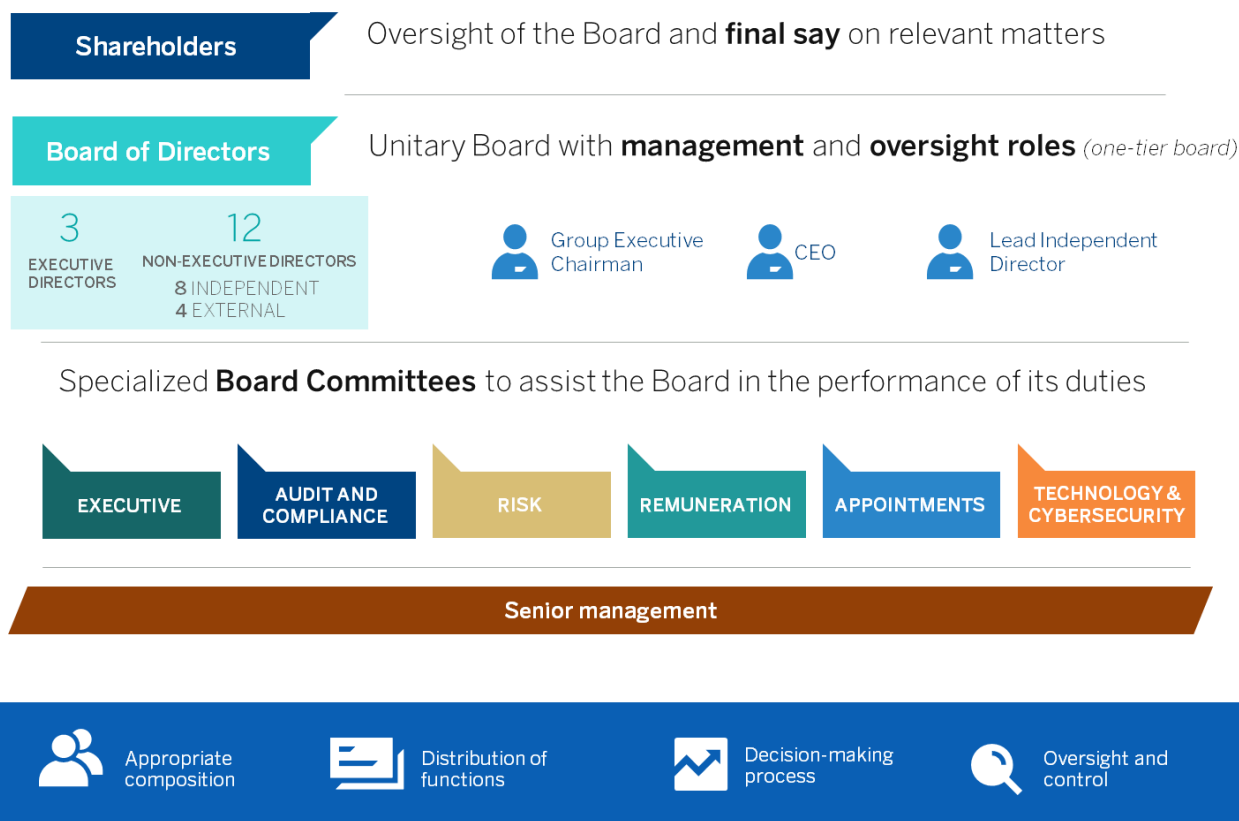 Shareholders
Oversight of the Board and final say on relevant matters
Board of Directors
Unitary Board with management and oversight roles (one-tier board)
3
EXECUTIVE
DIRECTORS
12
NON-EXECUTIVE DIRECTORS
8 INDEPENDENT
4 EXTERNAL
Group Executive
Chairman
CEO
Lead Independent
Director
Specialized Board Committees to assist the Board in the performance of its duties
EXECUTIVE
AUDIT AND
COMPLIANCE
RISK
REMUNERATION
APPOINTMENTS
TECHNOLOGY &
CYBERSECURITY
Senior management
Appropriate
composition
Distribution of
functions
Decision-making
process
Oversight and
control